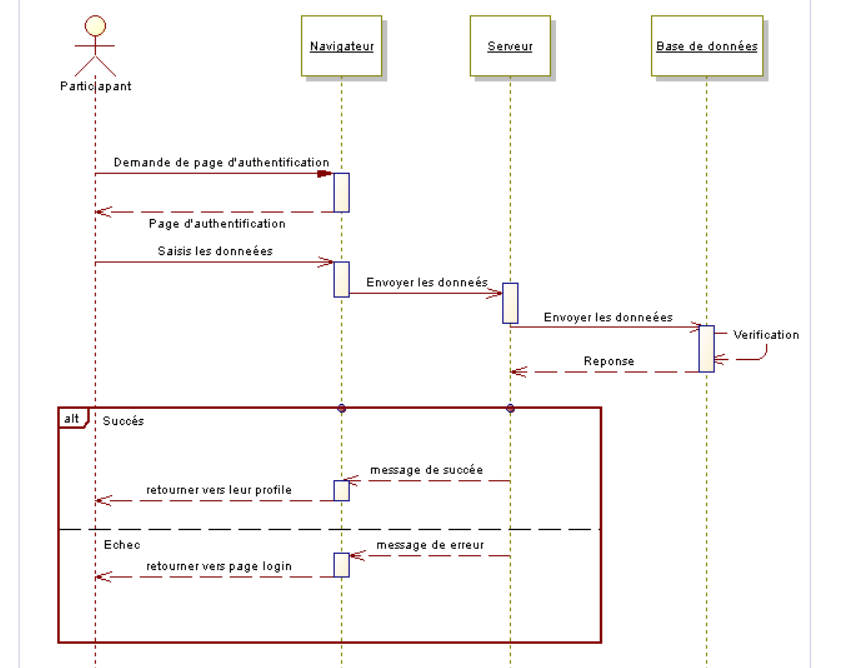 Navigateur
Serveur
Base de données
Particiapant
Demande de page d'authentification
Page d'authentification
Saisis les donneées
Envoyer les donneés
Envoyer les donneées
Verification
Reponse
alt
Succés
message de succée
retourner vers leur profile
Echec
message de erreur
retourner vers page login